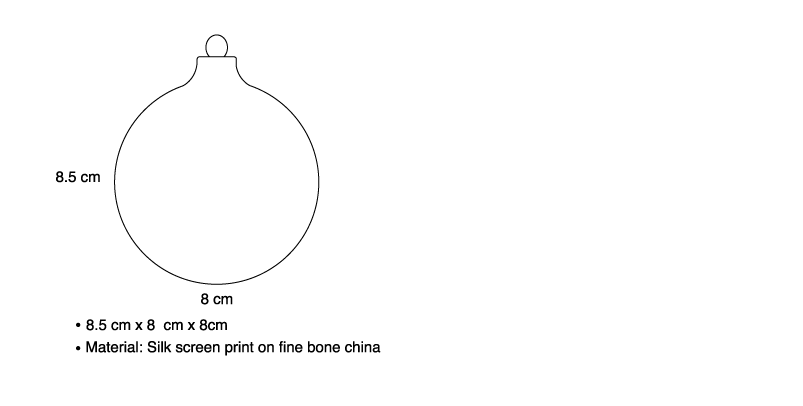 8.5 cm
8 cm
• 8.5 cm x 8  cm x 8cm
• Material: Silk screen print on fine bone china